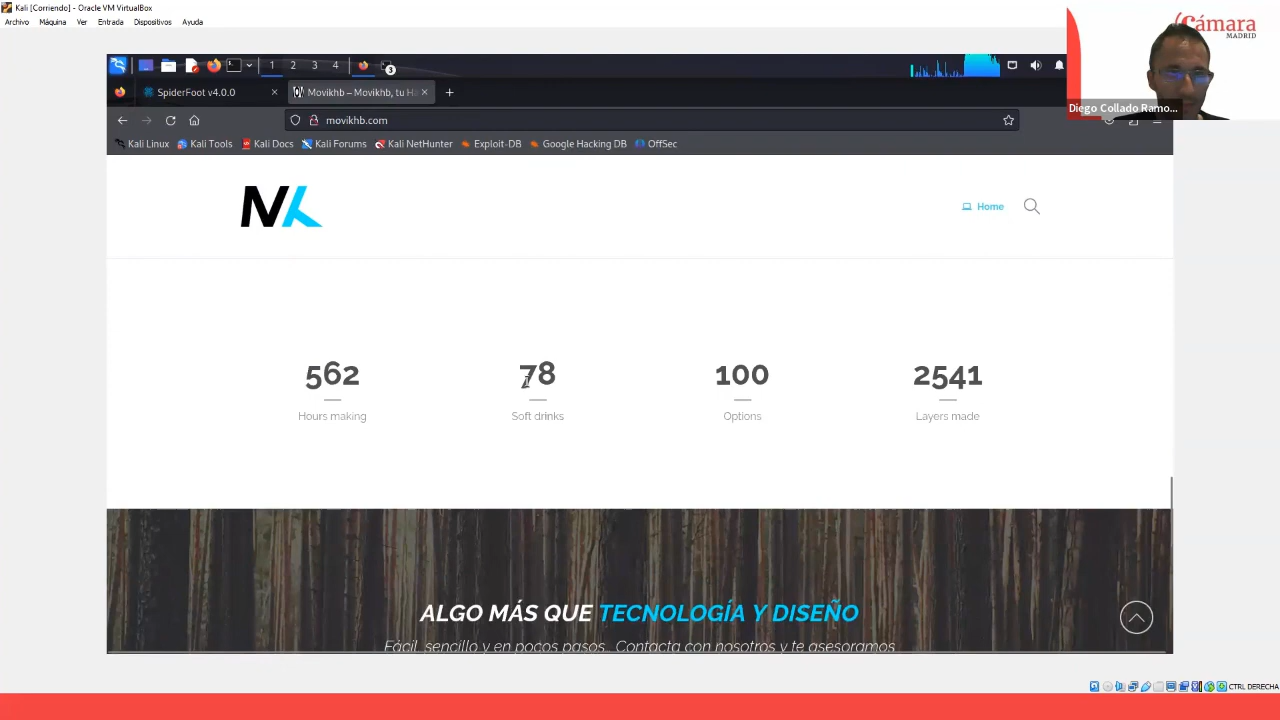 Kali [Corriendo] - Oracle VM VirtualBox
Archivo Máquina Ver Entrada Dispositivos Ayuda
Cámara
MADRID
1 2 3 4 3
SpiderFoot v4.0.0
Movikhb – Movikhb, tu Ha
Diego Collado Ramo...
movikhb.com
Kali Linux Kali Tools Kali Docs Kali Forums Kali NetHunter Exploit-DB Google Hacking DB OffSec
Home
562 78 100 2541
Hours making Soft drinks Options Layers made
ALGO MÁS QUE TECNOLOGÍA Y DISEÑO
Fácil, sencillo y en pocos pasos. Contacta con nosotros y te asesoramos
CTRL DERECHA